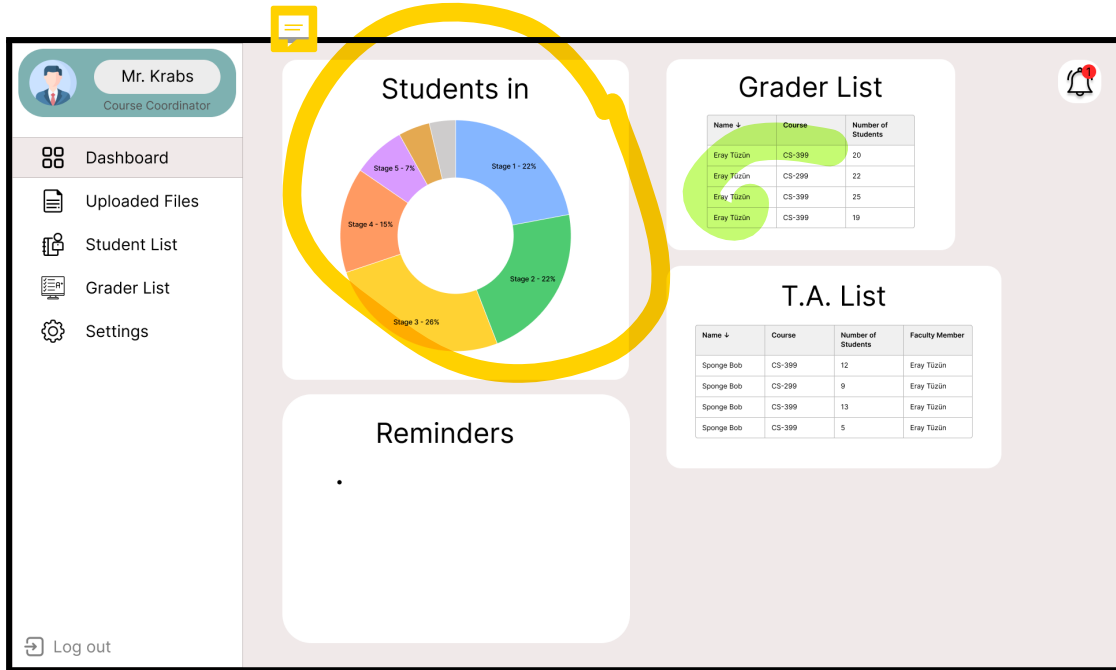 Mr. Krabs
Course Coordinator
Dashboard
Uploaded Files
Student List
Grader List
Settings
Log out
Students in
Stage 1 - 22%
Stage 2 - 22%
Stage 3 - 26%
Stage 4 - 15%
Stage 5 - 7%
Reminders
•
Grader List
Name ↓ Course Number of Students
Eray Tüzün CS-399 20
Eray Tüzün CS-299 22
Eray Tüzün CS-399 25
Eray Tüzün CS-399 19
T.A. List
Name ↓ Course Number of Students Faculty Member
Sponge Bob CS-399 12 Eray Tüzün
Sponge Bob CS-299 9 Eray Tüzün
Sponge Bob CS-399 13 Eray Tüzün
Sponge Bob CS-399 5 Eray Tüzün
1